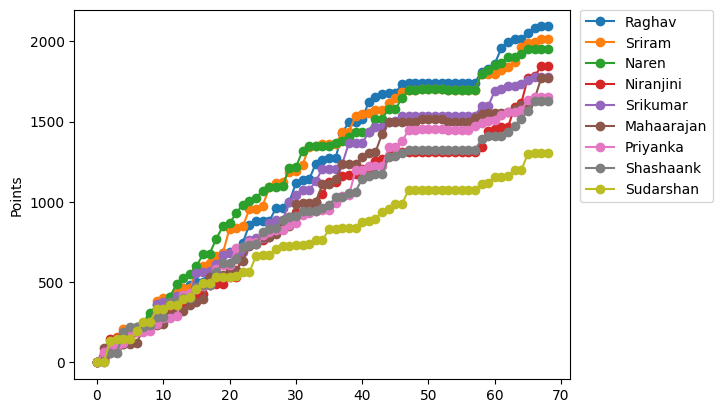 2000
1500
1000
500
0
Points
0 10 20 30 40 50 60 70
Raghav
Sriram
Naren
Niranjini
Srikumar
Mahaarajan
Priyanka
Shashaank
Sudarshan